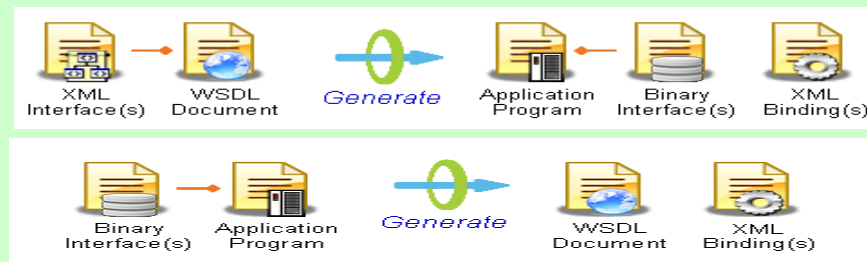 XML
Interface(s)
WSDL
Document
Generate
Application
Program
Binary
Interface(s)
XML
Binding(s)
Binary
Interface(s)
Application
Program
Generate
WSDL
Document
XML
Binding(s)